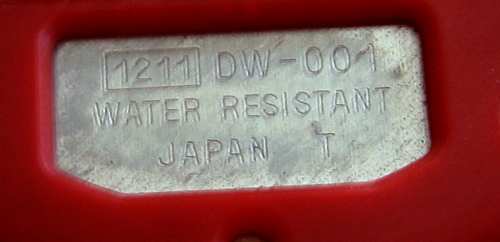 1211 DW-001
WATER RESISTANT
JAPAN T